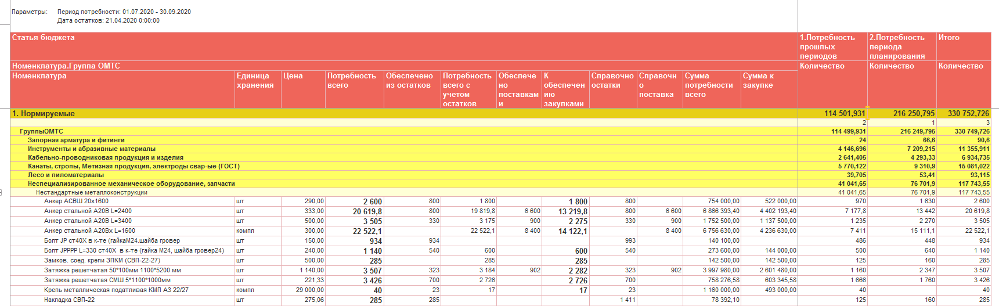 Параметры: Период потребности: 01.07.2020 - 30.09.2020
Дата остатков: 21.04.2020 0:00:00
Статья бюджета 1.Потребность прошлых периодов 2.Потребность периода планирования Итого
Номенклатура.Группа ОМТС Количество Количество Количество
Номенклатура Единица хранения Цена Потребность всего Обеспечено из остатков Потребность всего с учетом остатков Обеспече но поставкам и К обеспечен ию закупками Справочно остатки Справочн о поставка Сумма потребности всего Сумма к закупке
1. Нормируемые 114 501,931 216 250,795 330 752,726
2 1 3
ГруппыОМТС 114 499,931 216 249,795 330 749,726
Запорная арматура и фитинги 24 66,6 90,6
Инструменты и абразивные материалы 4 146,696 7 209,215 11 355,911
Кабельно-проводниковая продукция и изделия 2 641,405 4 293,33 6 934,735
Канаты, стропы, Метизная продукция, электроды свар-ые (ГОСТ) 5 770,122 9 310,9 15 081,022
Лесо и пиломатериалы 39,705 53,41 93,115
Неспециализированное механическое оборудование, запчасти 41 041,65 76 701,9 117 743,55
Нестандартные металлоконструкции 41 041,65 76 701,9 117 743,55
Анкер АСВШ 20х1600 шт 290,00 2 600 800 1 800 1 800 800 754 000,00 522 000,00 970 1 630 2 600
Анкер стальной А20В L=2400 шт 333,00 20 619,8 800 19 819,8 6 600 13 219,8 800 6 600 6 866 393,40 4 402 193,40 7 177,8 13 442 20 619,8
Анкер стальной А20В L=3400 шт 500,00 3 505 330 3 175 900 2 275 330 900 1 752 500,00 1 137 500,00 1 235 2 270 3 505
Анкер стальной А20Вх L=1600 компл 300,00 22 522,1 22 522,1 8 400 14 122,1 8 400 6 756 630,00 4 236 630,00 7 411 15 111,1 22 522,1
Болт JP ст40Х в к-те (гайкаМ24.шайба гровер шт 150,00 934 934 993 140 100,00 486 448 934
Болт JPPPP L=330 ст40Х в к-те (гайка М24, шайба гровер24) шт 240,00 1 140 540 600 600 540 273 600,00 144 000,00 500 640 1 140
Замков. соед. крепи ЗПКМ (СВП-22-27) шт 500,00 285 285 285 142 500,00 142 500,00 125 160 285
Затяжка решетчатая 50*100мм 1100*5200 мм шт 1 140,00 3 507 323 3 184 902 2 282 323 902 3 997 980,00 2 601 480,00 1 160 2 347 3 507
Затяжка решетчатая СМШ 5*1100*1000мм шт 221,33 3 426 700 2 726 2 726 700 758 276,58 603 345,58 1 666 1 760 3 426
Крепь металлическая податливая КМП АЗ 22/27 компл 29 000,00 40 23 17 17 23 1 160 000,00 493 000,00 40 40
Накладка СВП-22 шт 275,06 285 285 1 411 78 392,10 125 160 285